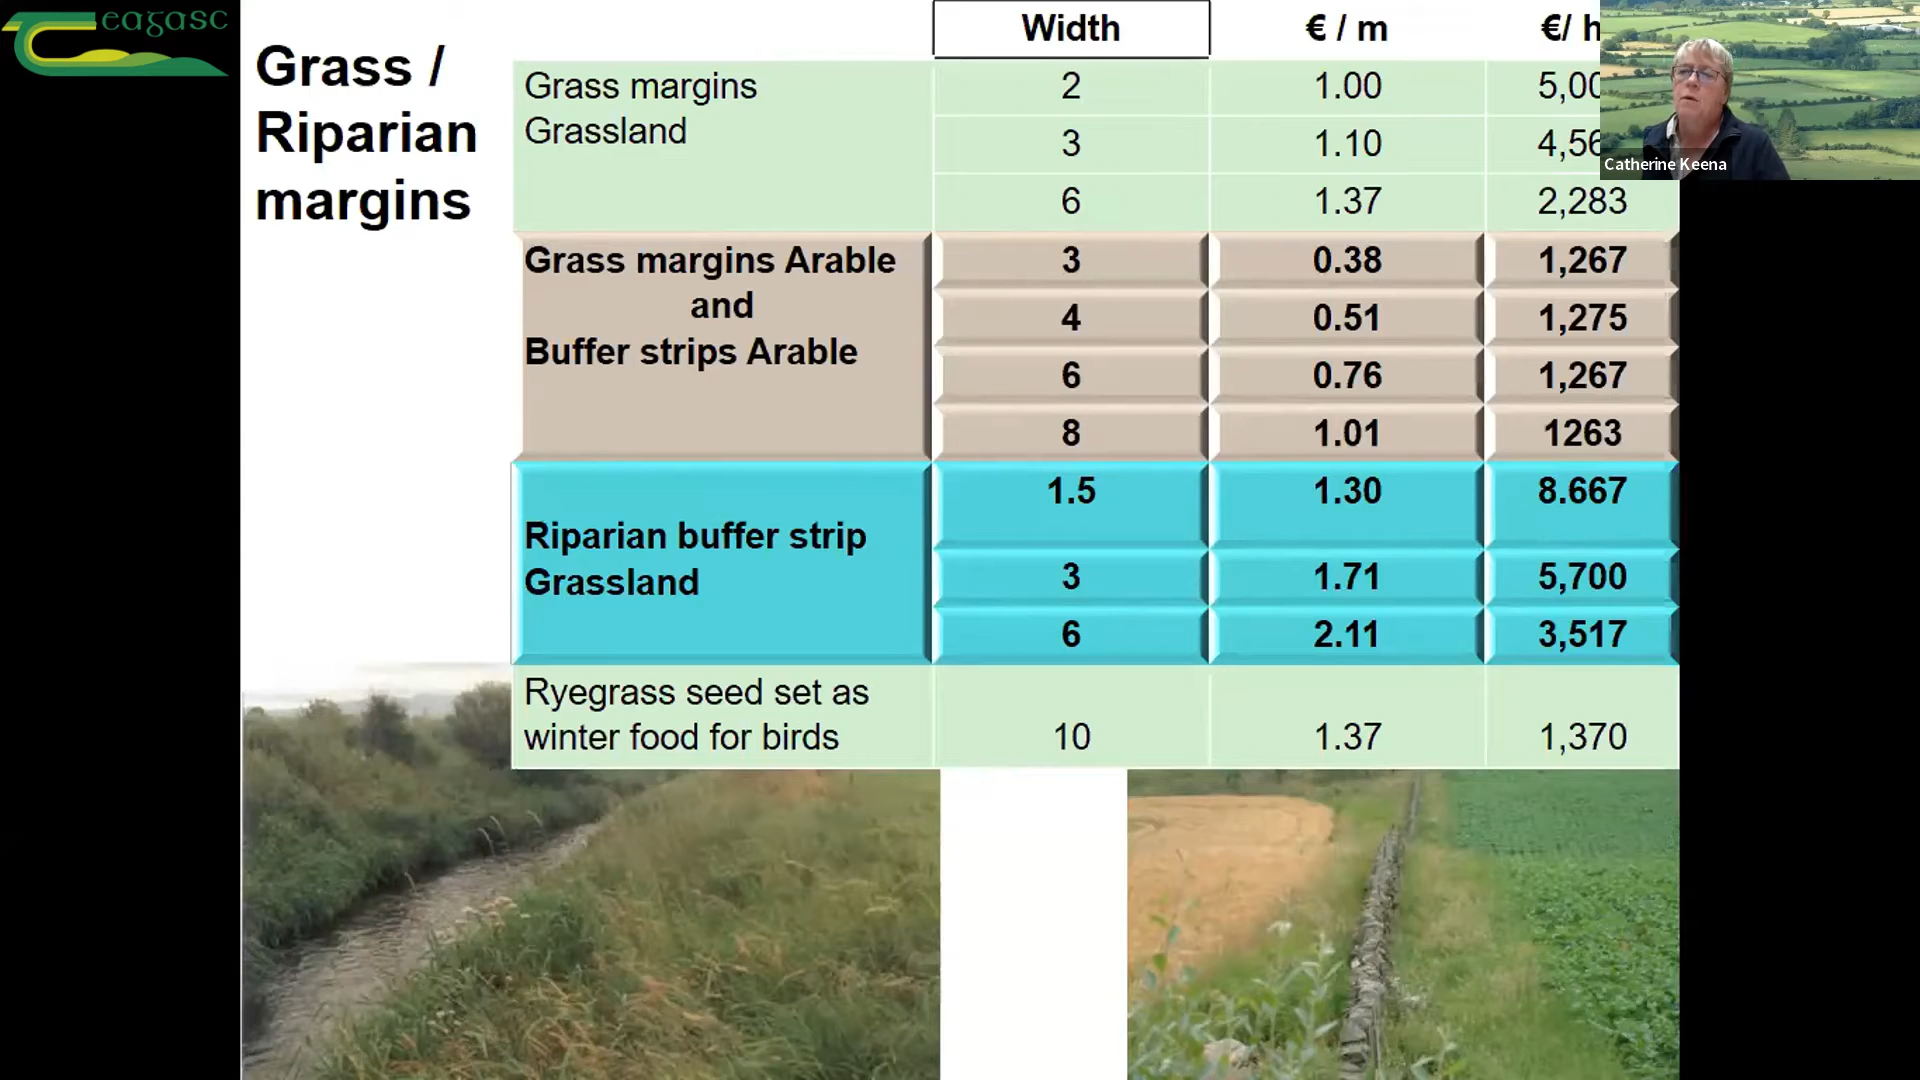 eagasc
Grass /
Riparian
margins
Width € / m €/ h
Grass margins
Grassland
2 1.00 5,00
3 1.10 4,56
6 1.37 2,283
Grass margins Arable
and
Buffer strips Arable
3 0.38 1,267
4 0.51 1,275
6 0.76 1,267
8 1.01 1263
Riparian buffer strip
Grassland
1.5 1.30 8.667
3 1.71 5,700
6 2.11 3,517
Ryegrass seed set as
winter food for birds
10 1.37 1,370
Catherine Keena